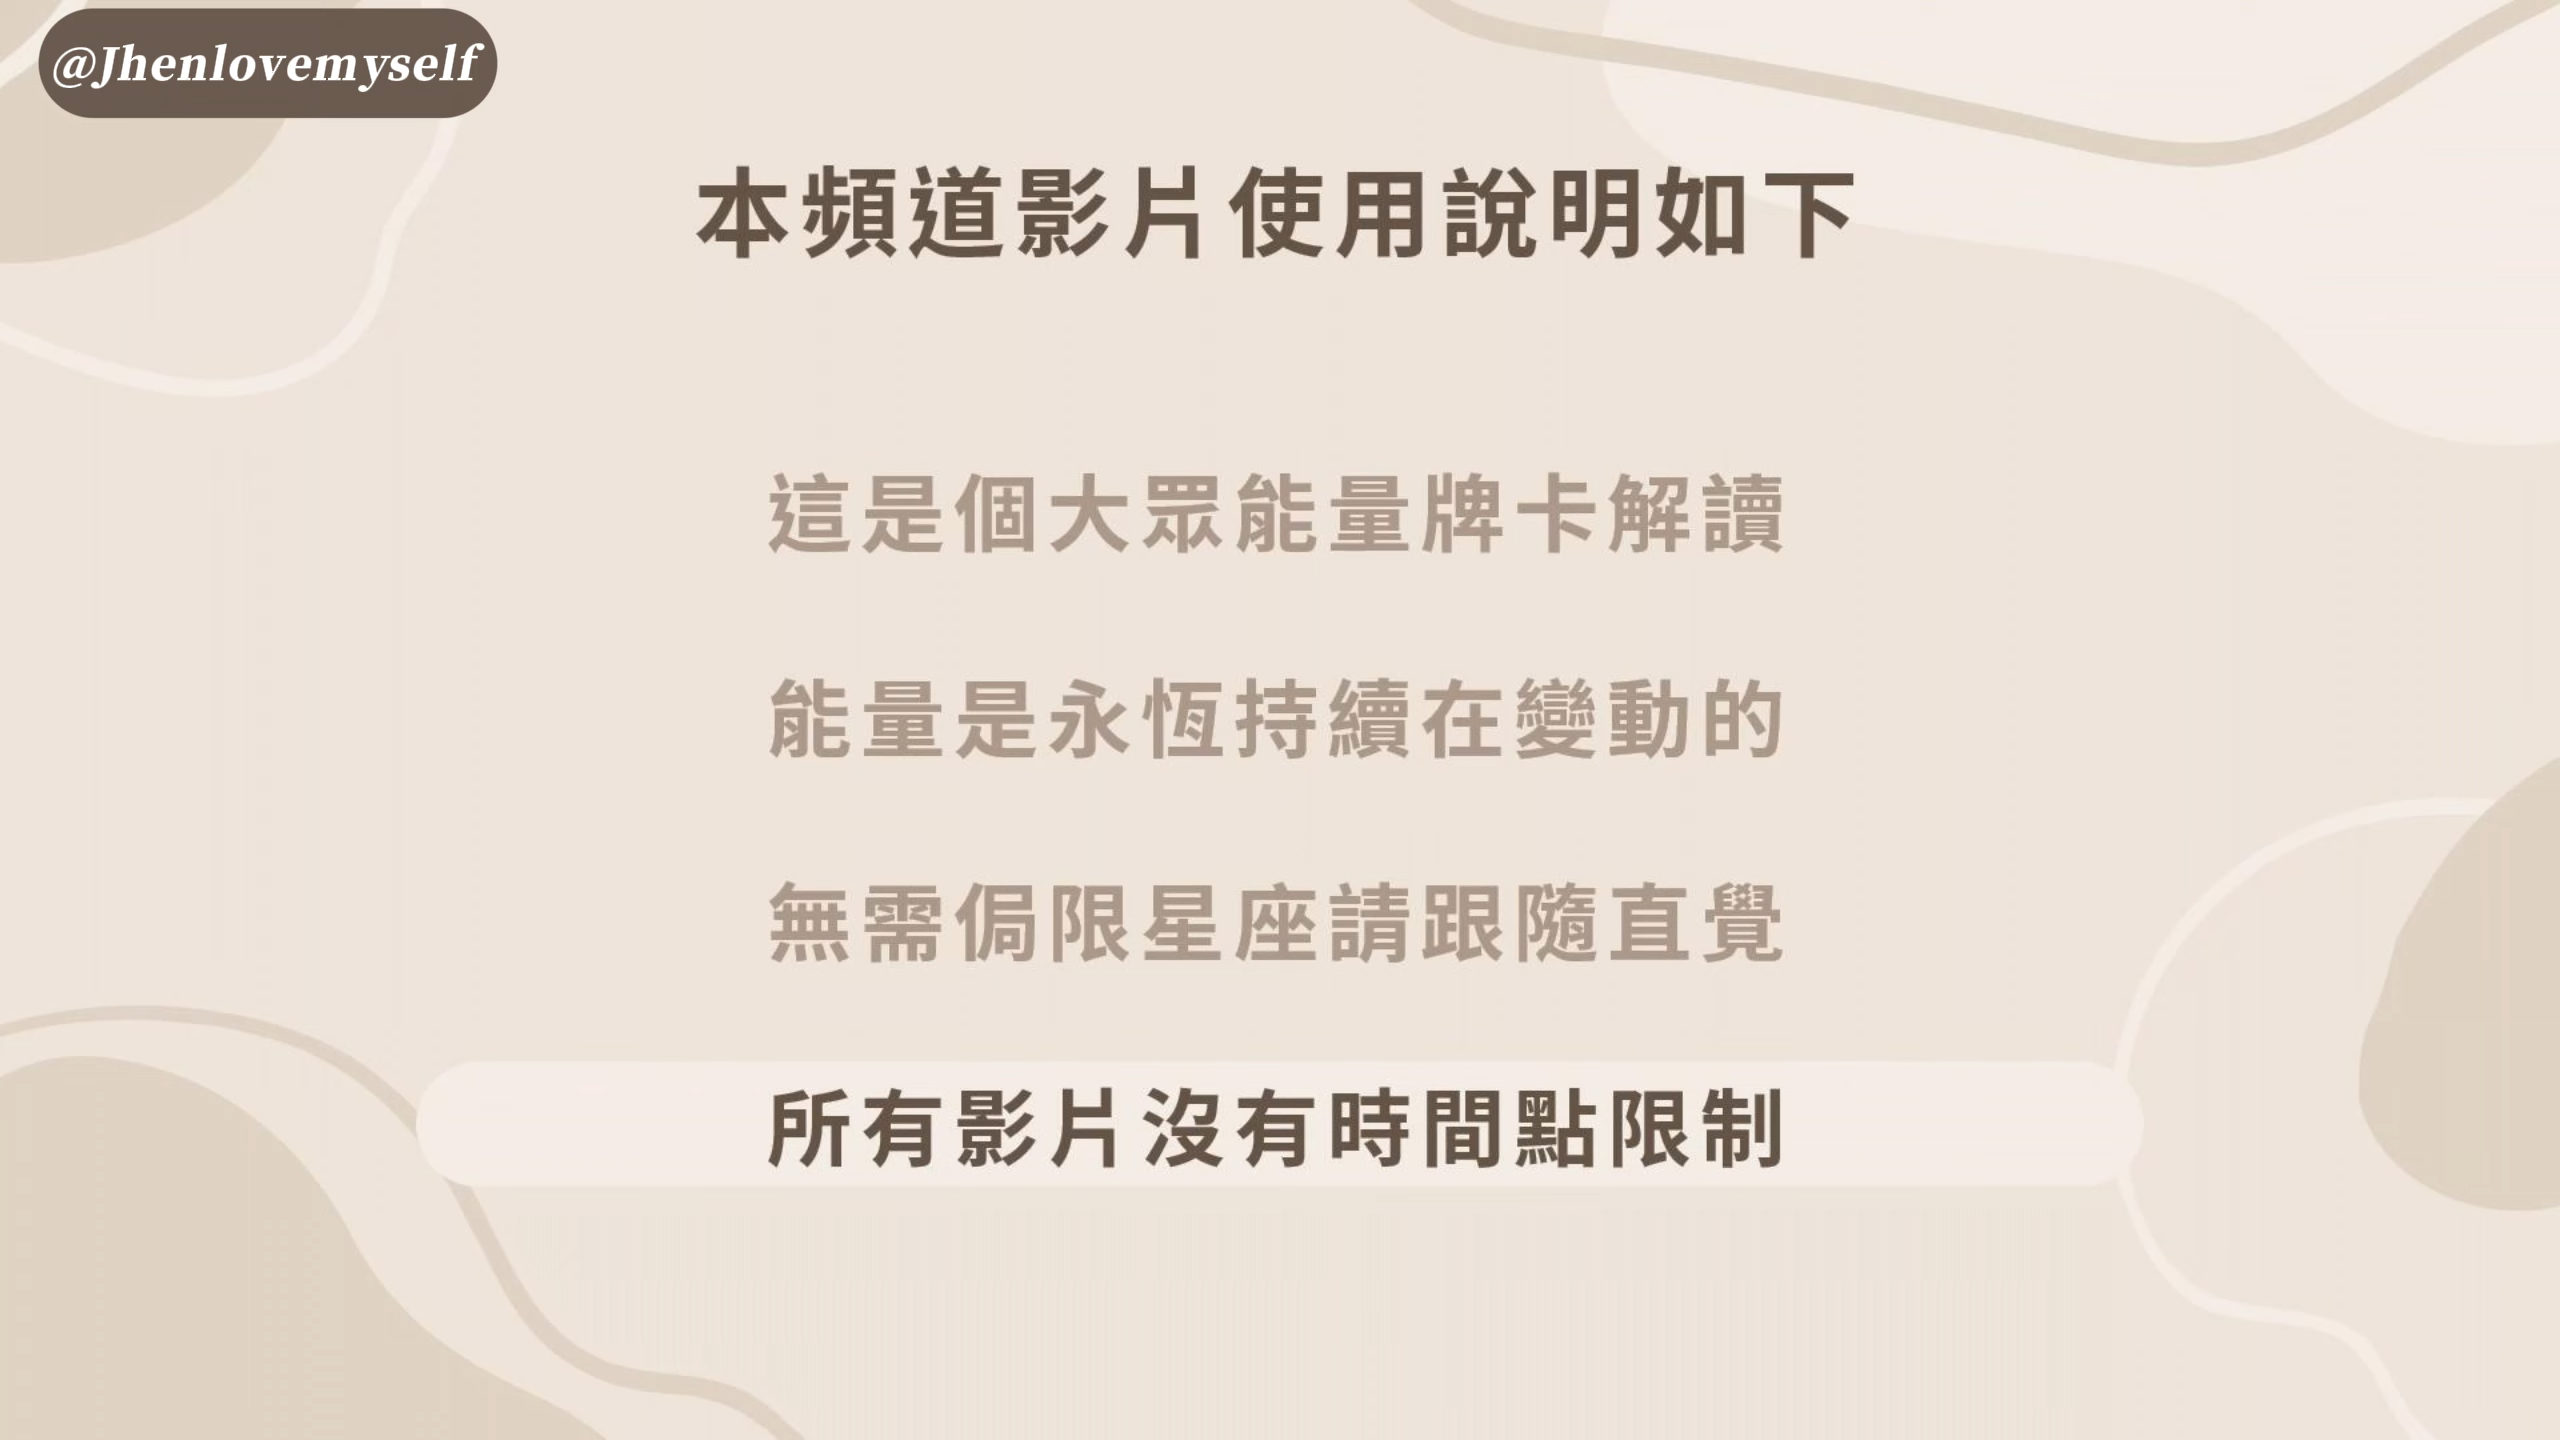 @Jhenlovemyself
本頻道影片使用說明如下
這是個大眾能量牌卡解讀
能量是永恆持續在變動的
無需侷限星座請跟隨直覺
所有影片沒有時間點限制